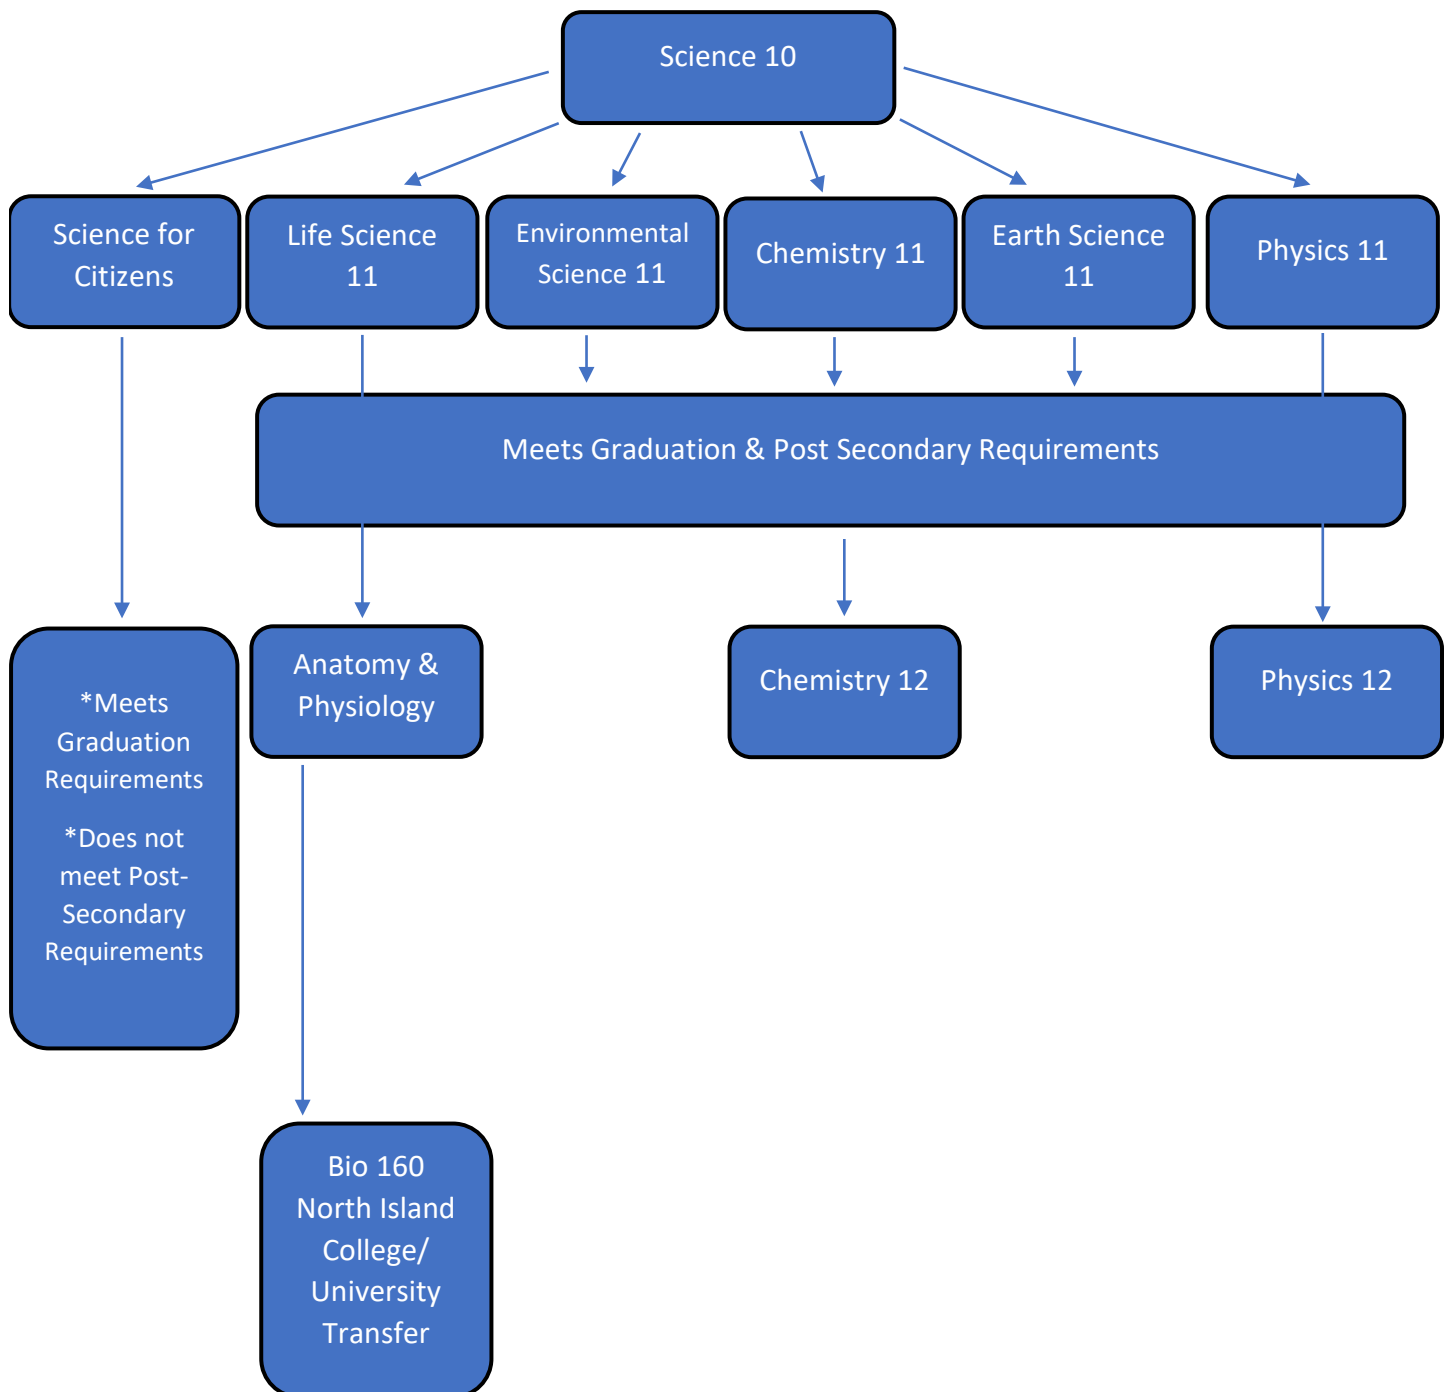 Science 10
Science for
Citizens
Life Science
11
Environmental
Science 11
Chemistry 11
Earth Science
11
Physics 11
Meets Graduation & Post Secondary Requirements
*Meets
Graduation
Requirements
*Does not
meet Post-
Secondary
Requirements
Anatomy &
Physiology
Chemistry 12
Physics 12
Bio 160
North Island
College/
University
Transfer